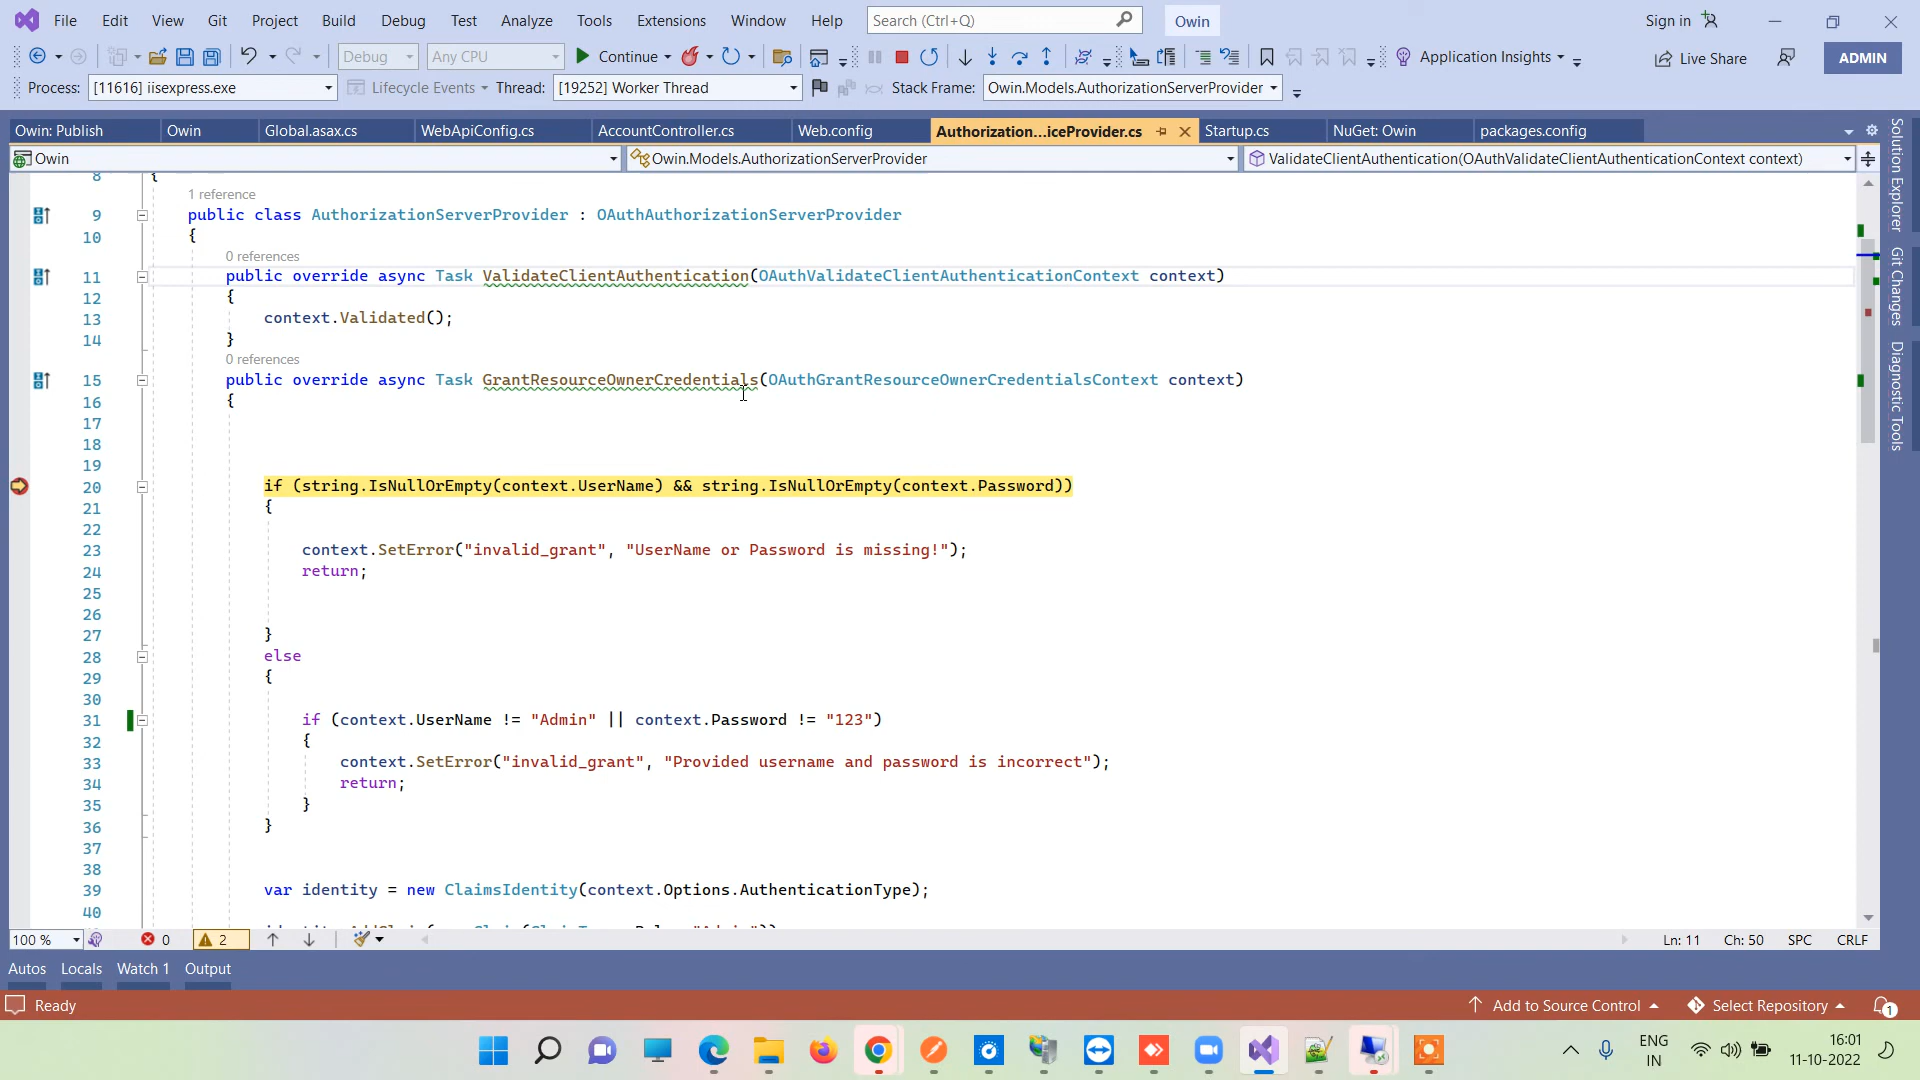 File Edit View Git Project Build Debug Test Analyze Tools Extensions Window Help Search (Ctrl+Q) Owin Sign in
Debug Any CPU Continue Application Insights Live Share ADMIN
Process: [11616] iisexpress.exe Lifecycle Events Thread: [19252] Worker Thread Stack Frame: Owin.Models.AuthorizationServerProvider
Owin: Publish Owin Global.asax.cs WebApiConfig.cs AccountController.cs Web.config Authorization...iceProvider.cs Startup.cs NuGet: Owin packages.config
Owin Owin.Models.AuthorizationServerProvider ValidateClientAuthentication(OAuthValidateClientAuthenticationContext context)
8 {
1 reference
9 public class AuthorizationServerProvider : OAuthAuthorizationServerProvider
10 {
0 references
11 public override async Task ValidateClientAuthentication(OAuthValidateClientAuthenticationContext context)
12 {
13 context.Validated();
14 }
0 references
15 public override async Task GrantResourceOwnerCredentials(OAuthGrantResourceOwnerCredentialsContext context)
16 {
17
18
19
20 if (string.IsNullOrEmpty(context.UserName) && string.IsNullOrEmpty(context.Password))
21 {
22
23 context.SetError("invalid_grant", "UserName or Password is missing!");
24 return;
25
26
27 }
28 else
29 {
30
31 if (context.UserName != "Admin" || context.Password != "123")
32 {
33 context.SetError("invalid_grant", "Provided username and password is incorrect");
34 return;
35 }
36 }
37
38
39 var identity = new ClaimsIdentity(context.Options.AuthenticationType);
40
Solution Explorer
Git Changes
Diagnostic Tools
100 % 0 2 Ln: 11 Ch: 50 SPC CRLF
Autos Locals Watch 1 Output
Ready Add to Source Control Select Repository 1
ENG
IN
16:01
11-10-2022